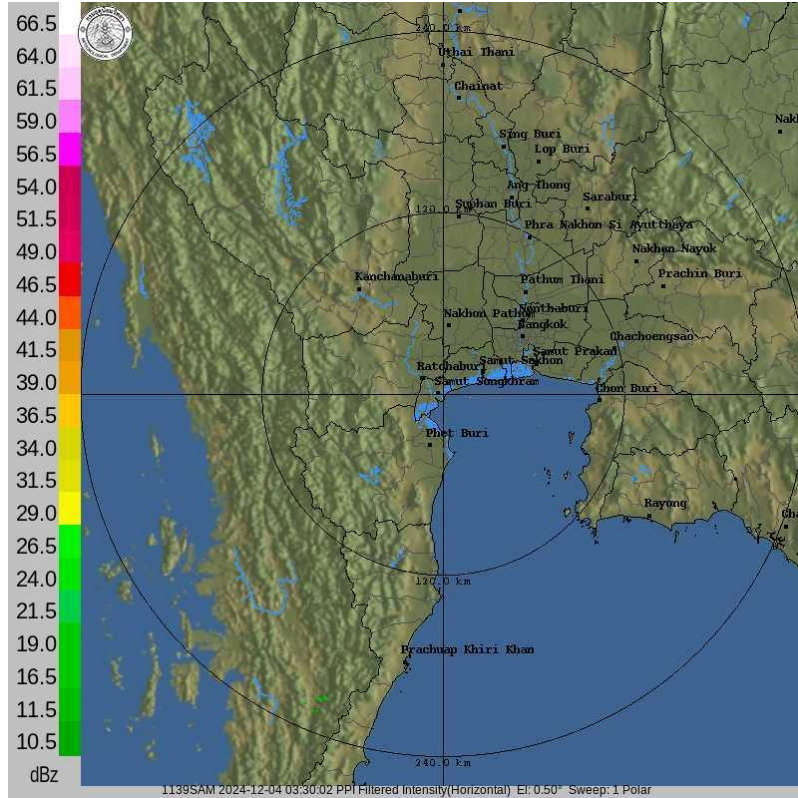 66.5
64.0
61.5
59.0
56.5
54.0
51.5
49.0
46.5
44.0
41.5
39.0
36.5
34.0
31.5
29.0
26.5
24.0
21.5
19.0
16.5
11.5
10.5
dBz
240.0 km
Uthai Thani
Chainat
Sing Buri
Lop Buri
Ang Thong
Saraburi
Suphan Buri
120.0 km
Phra Nakhon Si Ayutthaya
Nakhon Nayok
Kanchanaburi
Pathum Thani
Prachin Buri
Nakhon Pathom
Nonthaburi
Bangkok
Chachoengsao
Samut Prakan
Samut Sakhon
Ratchaburi
Samut Songkhram
Chon Buri
Phet Buri
Rayong
Cha
120.0 km
Prachuap Khiri Khan
240.0 km
1139SAM 2024-12-04 03:30:02 PPI Filtered Intensity(Horizontal) El: 0.50° Sweep: 1 Polar